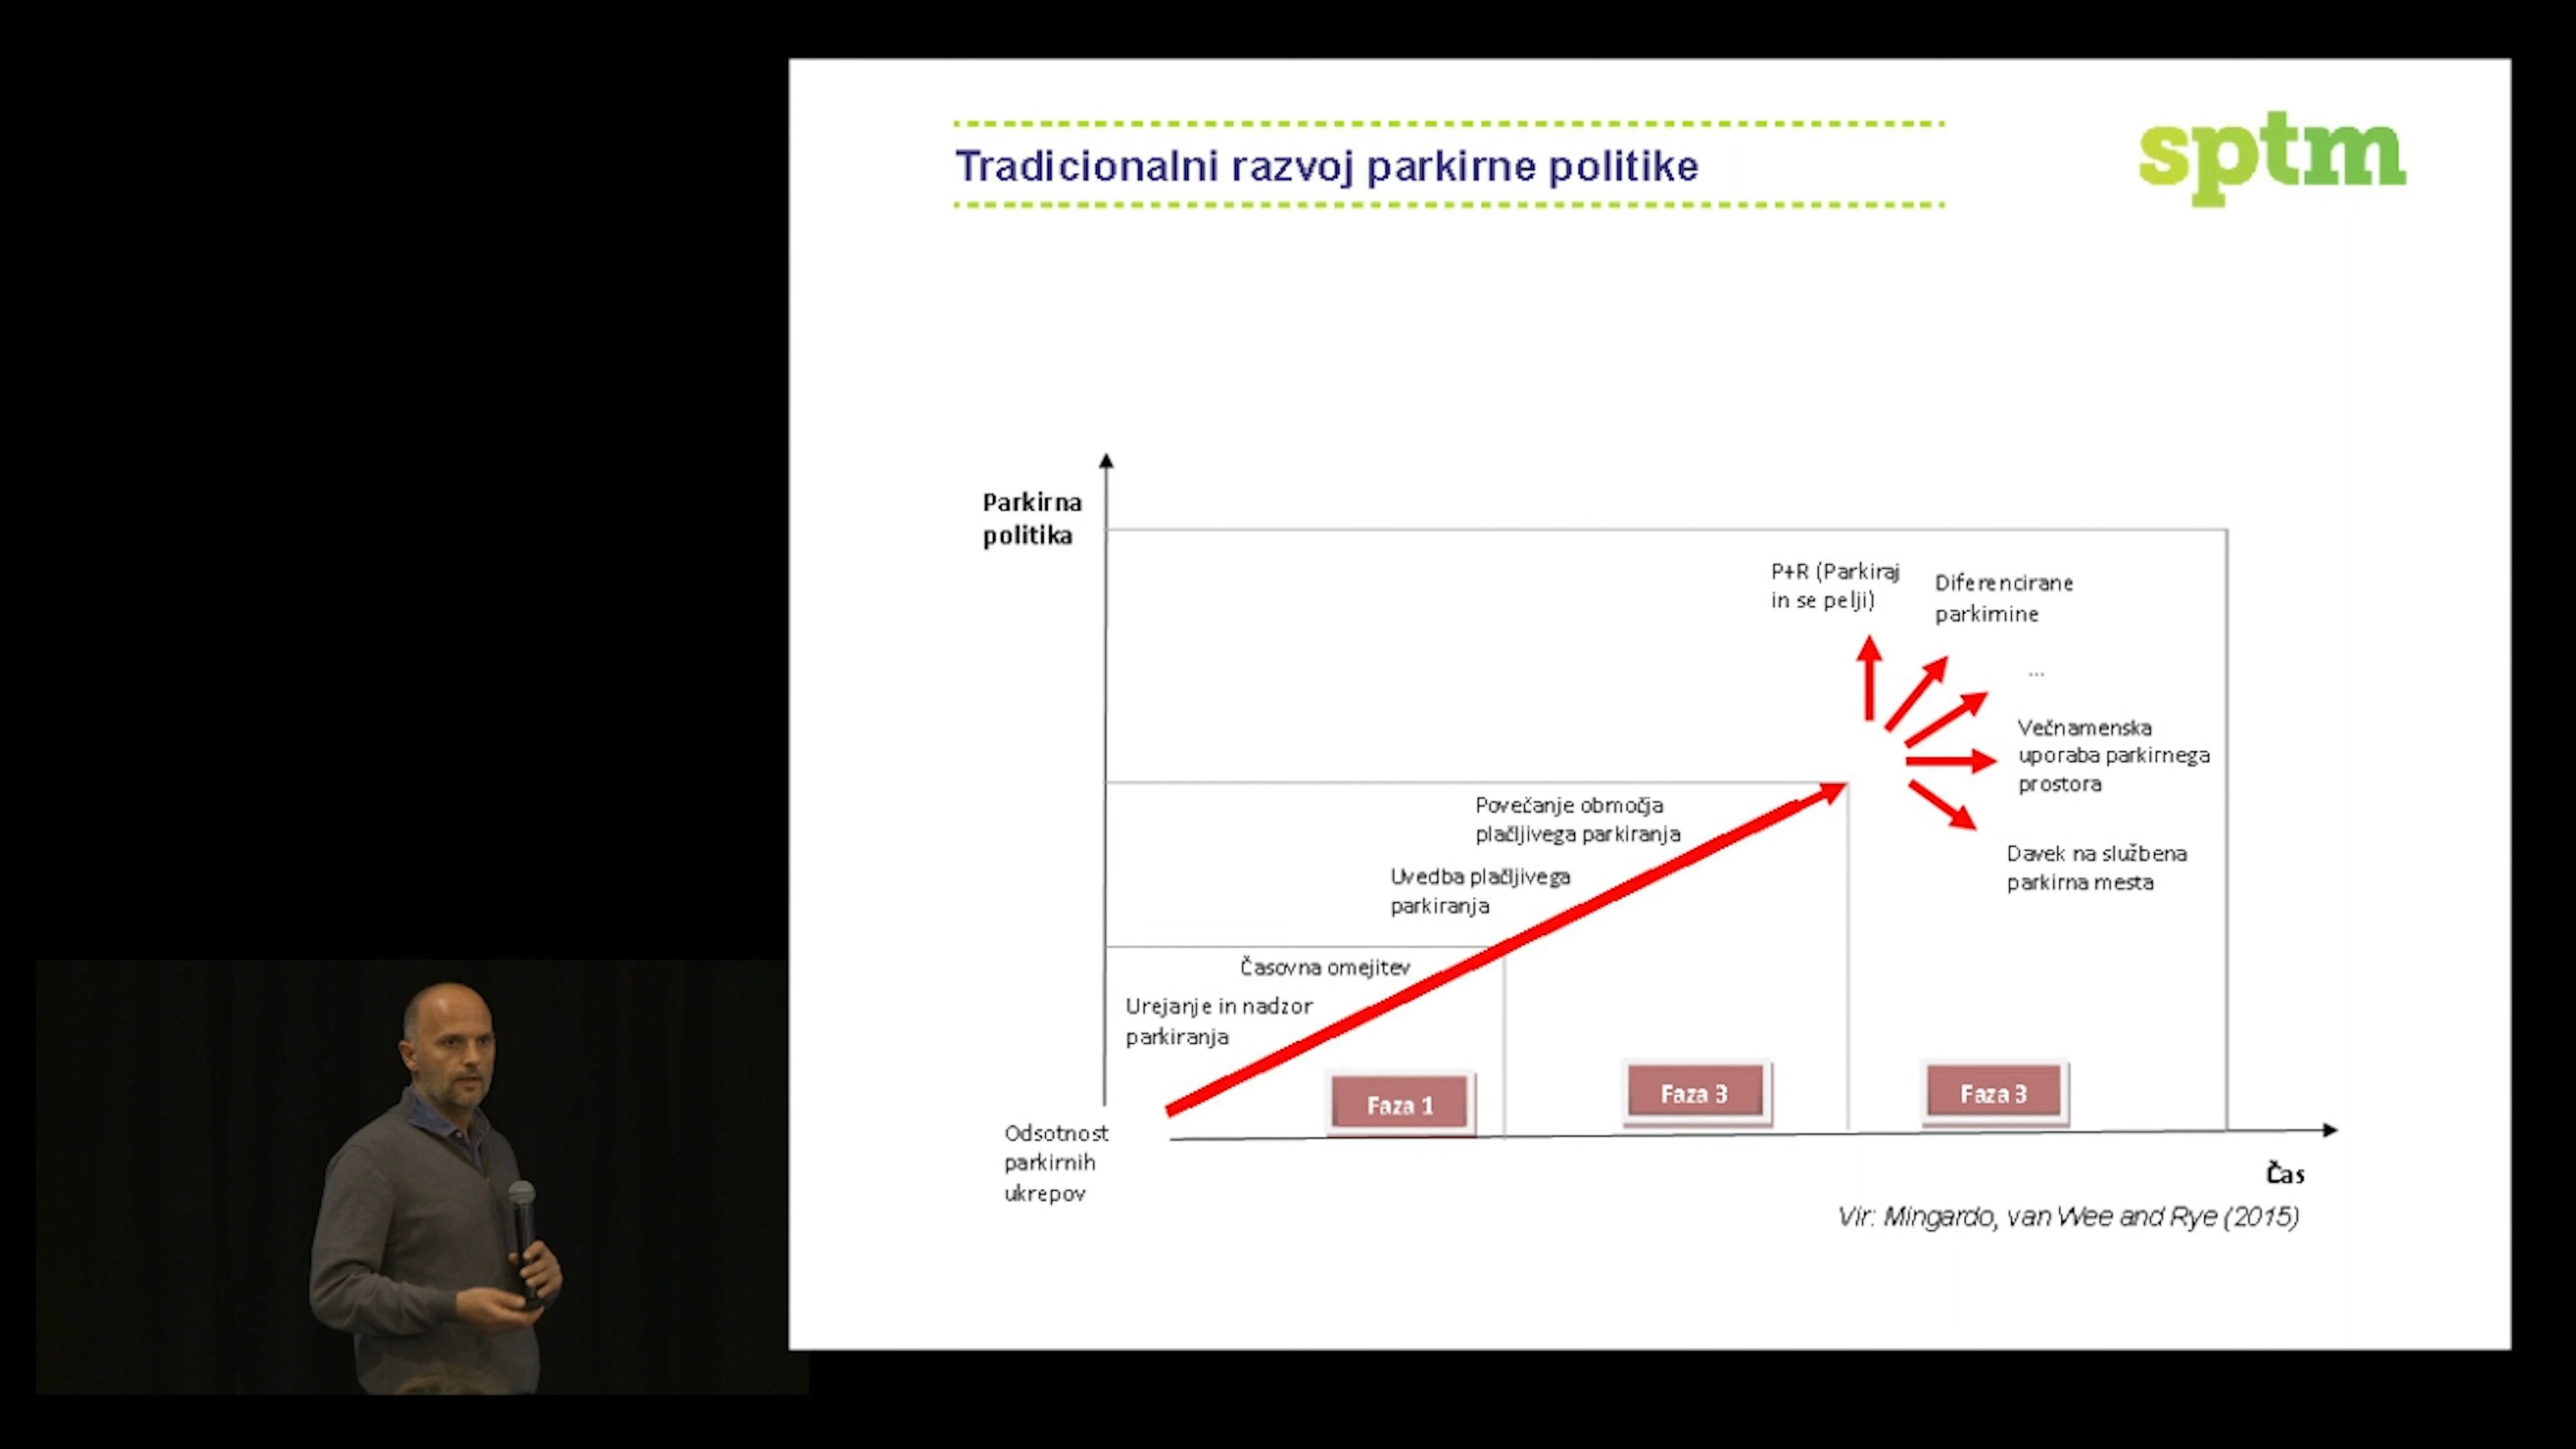 Tradicionalni razvoj parkirne politike
sptm
Parkirna
politika
P+R (Parkiraj
in se pelji)
Diferencirane
parkimine
...
Večnamenska
uporaba parkirnega
prostora
Davek na službena
parkirna mesta
Povečanje območja
plačljivega parkiranja
Uvedba plačljivega
parkiranja
Časovna omejitev
Urejanje in nadzor
parkiranja
Faza 1
Faza 3
Faza 3
Odsotnost
parkirnih
ukrepov
Čas
Vir: Mingardo, van Wee and Rye (2015)